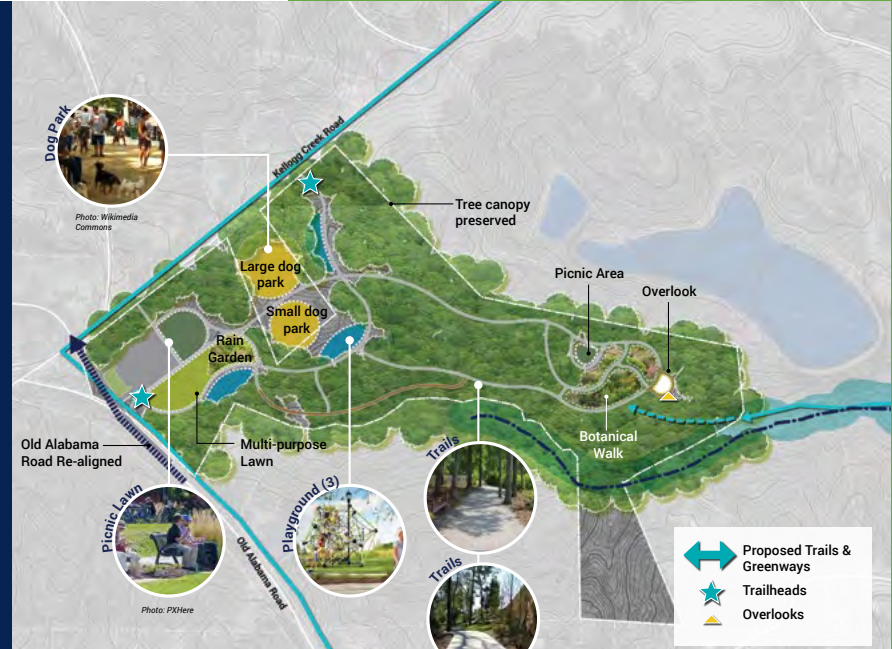 Kellogg Creek Road
Dog Park
Photo: Wikimedia
Commons
Tree canopy
preserved
Large dog
park
Picnic Area
Overlook
Small dog
park
Rain
Garden
Old Alabama
Road Re-aligned
Multi-purpose
Lawn
Botanical
Walk
Trails
Picnic Lawn
Playground (3)
Old Alabama Road
Photo: PXHere
Trails
Proposed Trails &
Greenways
Trailheads
Overlooks